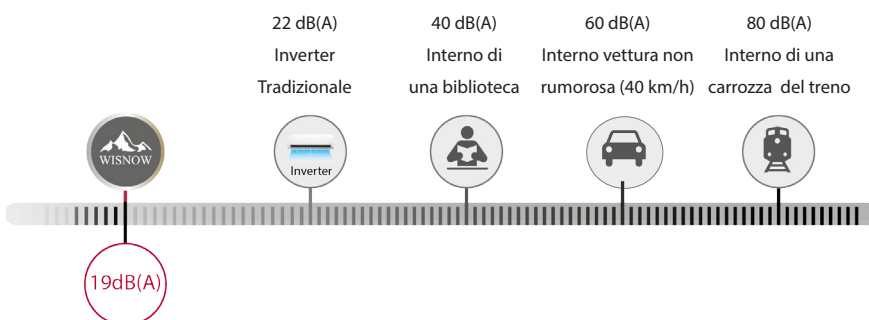 22 dB(A)
Inverter
Tradizionale
40 dB(A)
Interno di
una biblioteca
60 dB(A)
Interno vettura non
rumorosa (40 km/h)
80 dB(A)
Interno di una
carrozza del treno
WISNOW
Inverter
19dB(A)